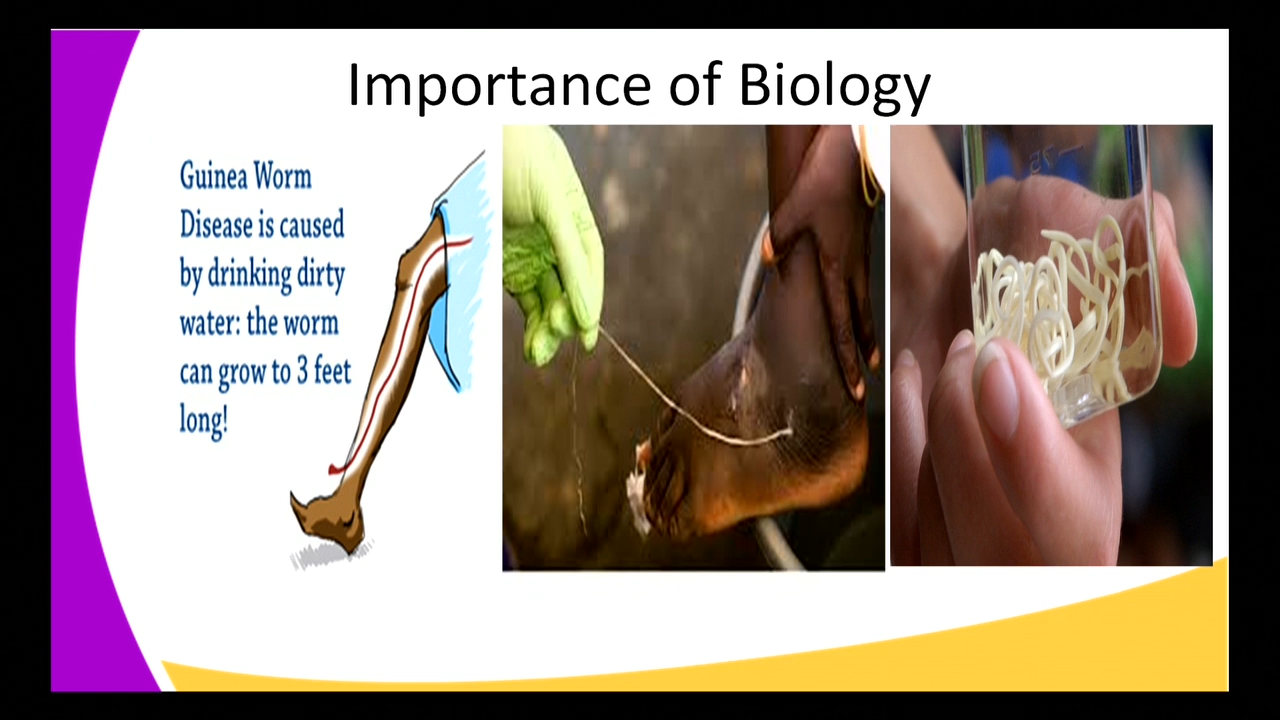 Importance of Biology
Guinea Worm
Disease is caused
by drinking dirty
water: the worm
can grow to 3 feet
long!